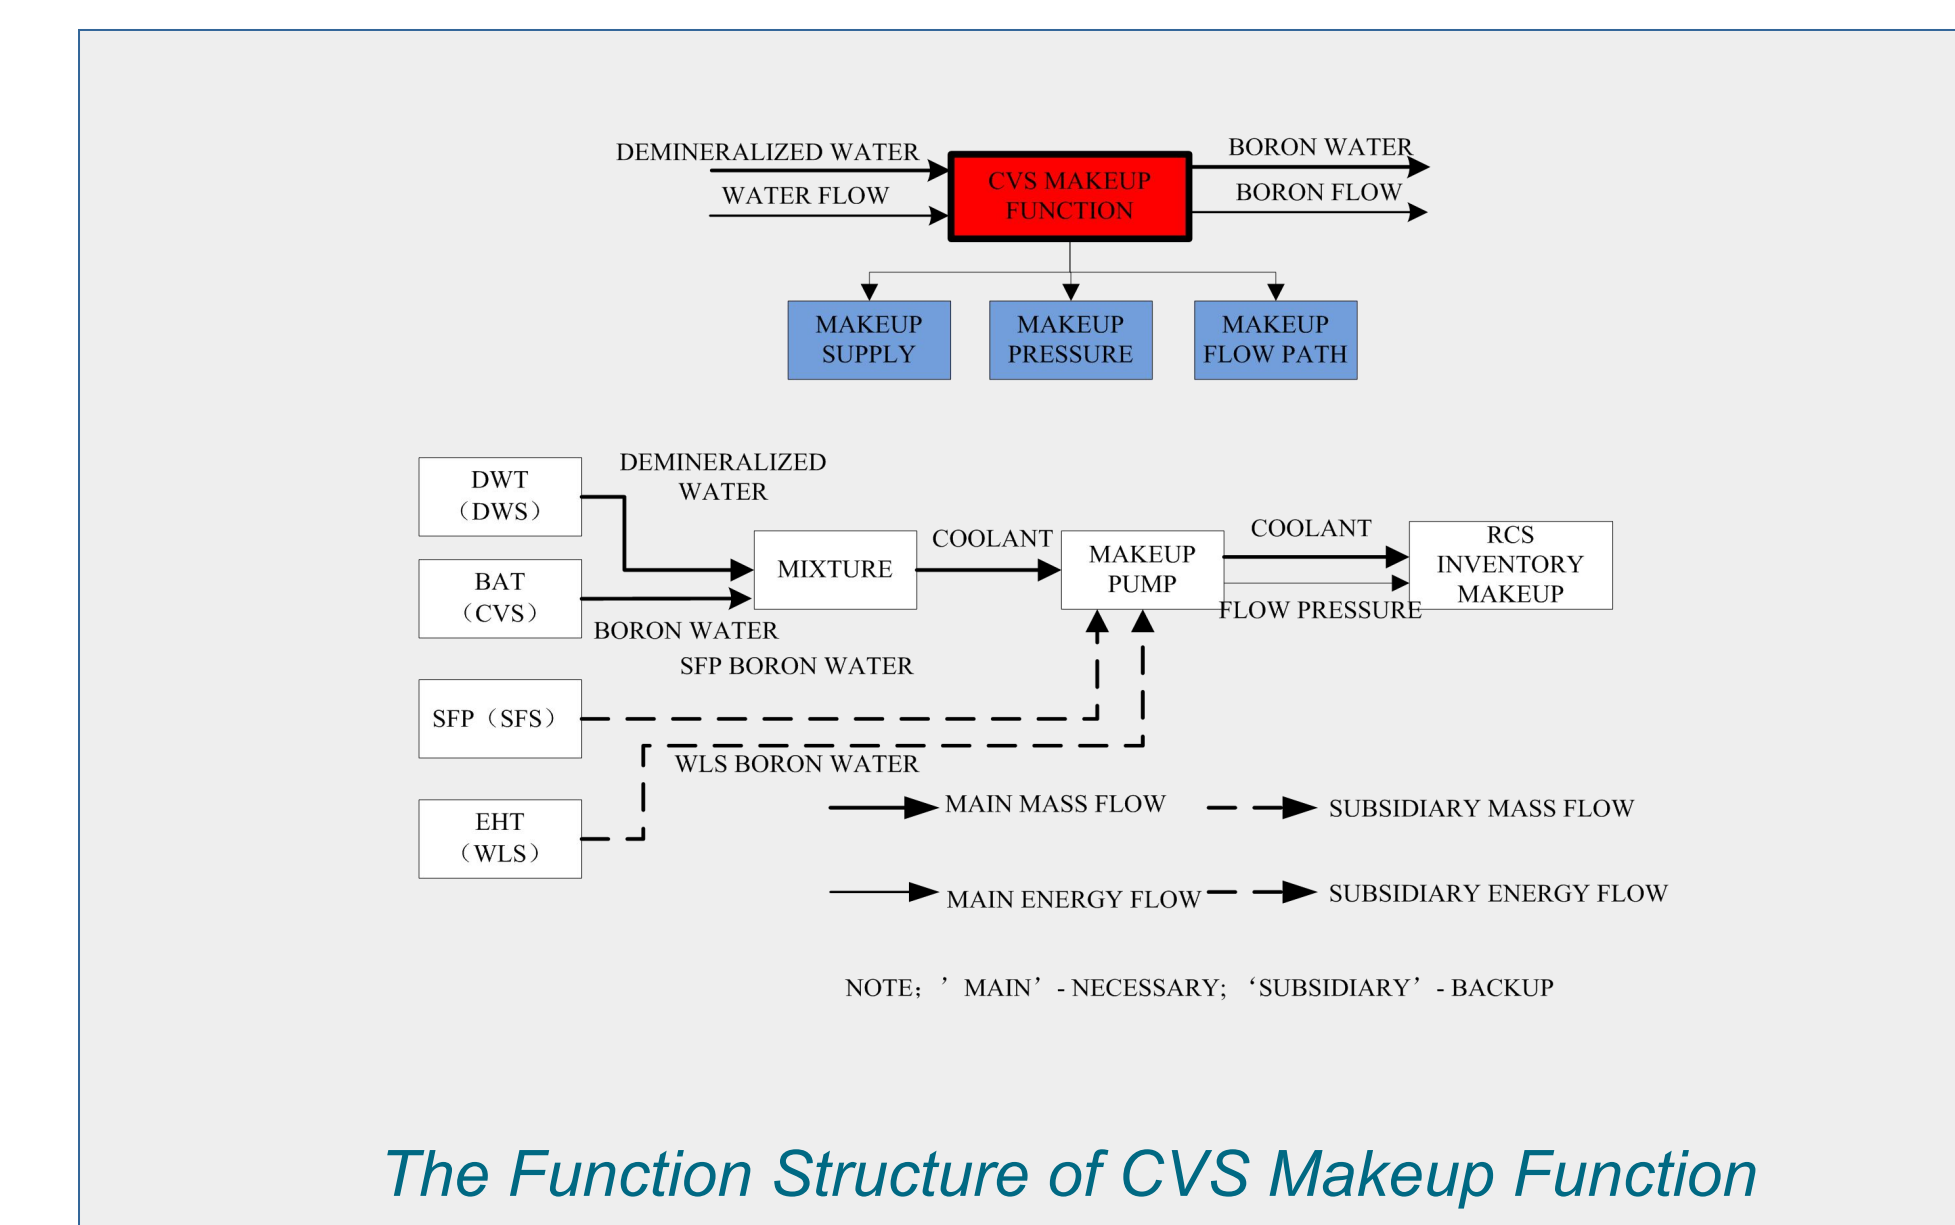 DEMINERALIZED WATER
WATER FLOW
CVS MAKEUP
FUNCTION
BORON WATER
BORON FLOW
MAKEUP
SUPPLY
MAKEUP
PRESSURE
MAKEUP
FLOW PATH
DWT
（DWS）
DEMINERALIZED
WATER
BAT
（CVS）
BORON WATER
MIXTURE
COOLANT
MAKEUP
PUMP
COOLANT
FLOW PRESSURE
RCS
INVENTORY
MAKEUP
SFP BORON WATER
SFP（SFS）
WLS BORON WATER
EHT
（WLS）
MAIN MASS FLOW
SUBSIDIARY MASS FLOW
MAIN ENERGY FLOW
SUBSIDIARY ENERGY FLOW
NOTE；’MAIN’- NECESSARY; ‘SUBSIDIARY’- BACKUP
The Function Structure of CVS Makeup Function